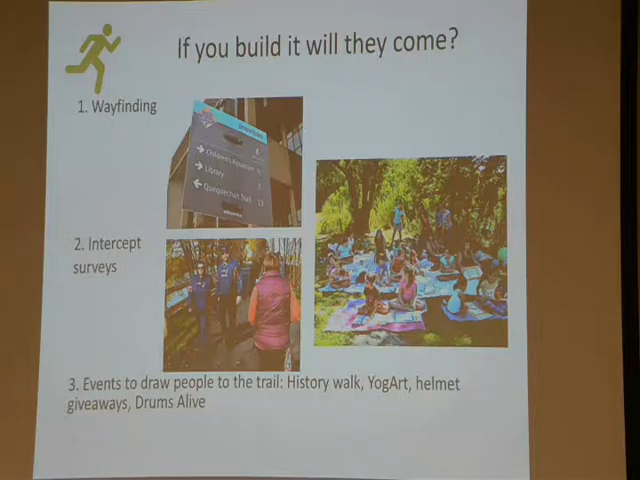 If you build it will they come?
1. Wayfinding
Children's Aquarium
Library
Quequechan Trail
2. Intercept
surveys
3. Events to draw people to the trail: History walk, YogArt, helmet
giveaways, Drums Alive